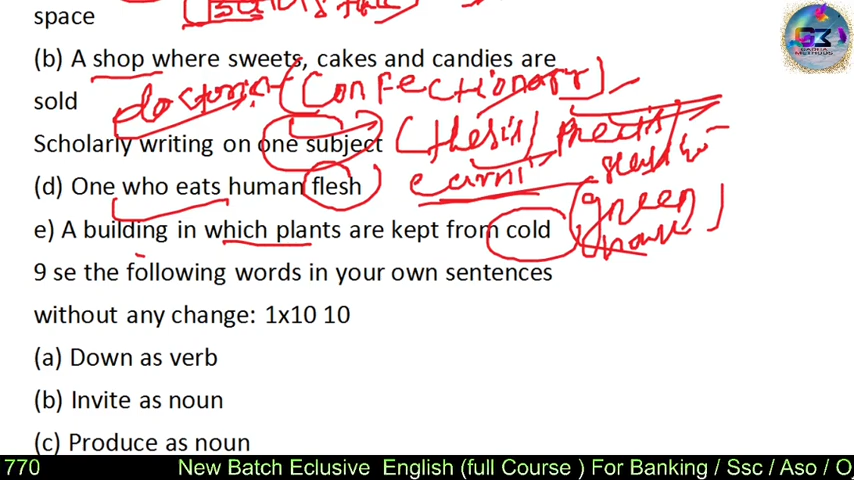 space
(b) A shop where sweets, cakes and candies are
sold
(Confectionary)
Scholarly writing on one subject
(thesis/
(d) One who eats human flesh
carni
e) A building in which plants are kept from cold
(green
house)
9 se the following words in your own sentences
without any change: 1x10 10
(a) Down as verb
(b) Invite as noun
(c) Produce as noun
770 New Batch Eclusive English (full Course ) For Banking / Ssc / Aso / O